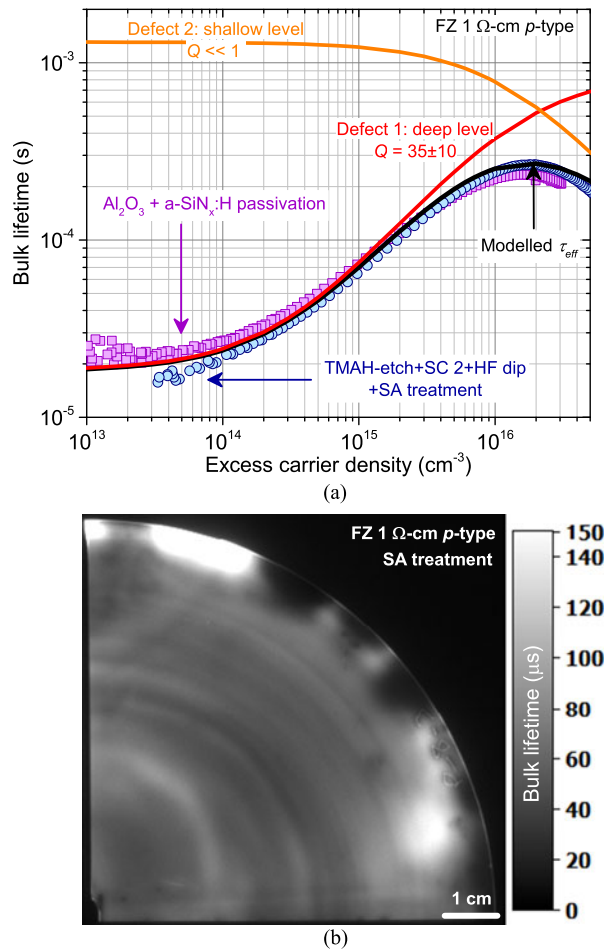 FZ 1 Ω-cm p-type
Defect 2: shallow level
Q << 1
Defect 1: deep level
Q = 35±10
Al₂O₃ + a-SiNₓ:H passivation
Modelled τₑff
TMAH-etch+SC 2+HF dip
+SA treatment
Bulk lifetime (s)
10⁻³
10⁻⁴
10⁻⁵
10¹³ 10¹⁴ 10¹⁵ 10¹⁶
Excess carrier density (cm⁻³)
(a)
FZ 1 Ω-cm p-type
SA treatment
1 cm
150
140
120
100
80
60
40
20
0
Bulk lifetime (µs)
(b)